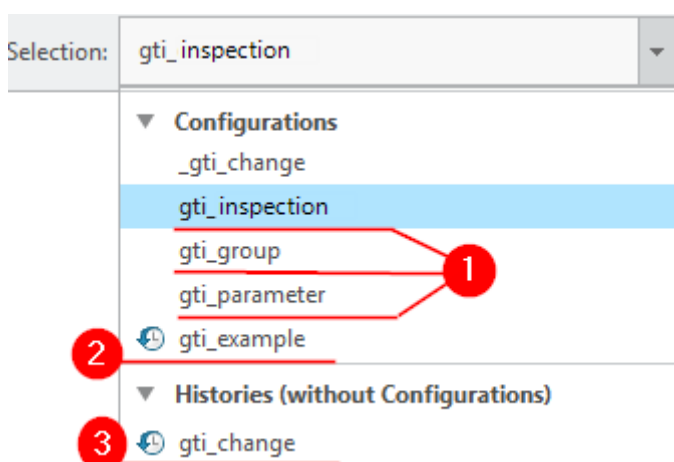 Selection: gti_inspection
Configurations
_gti_change
gti_inspection
gti_group
1
gti_parameter
2 gti_example
Histories (without Configurations)
3 gti_change